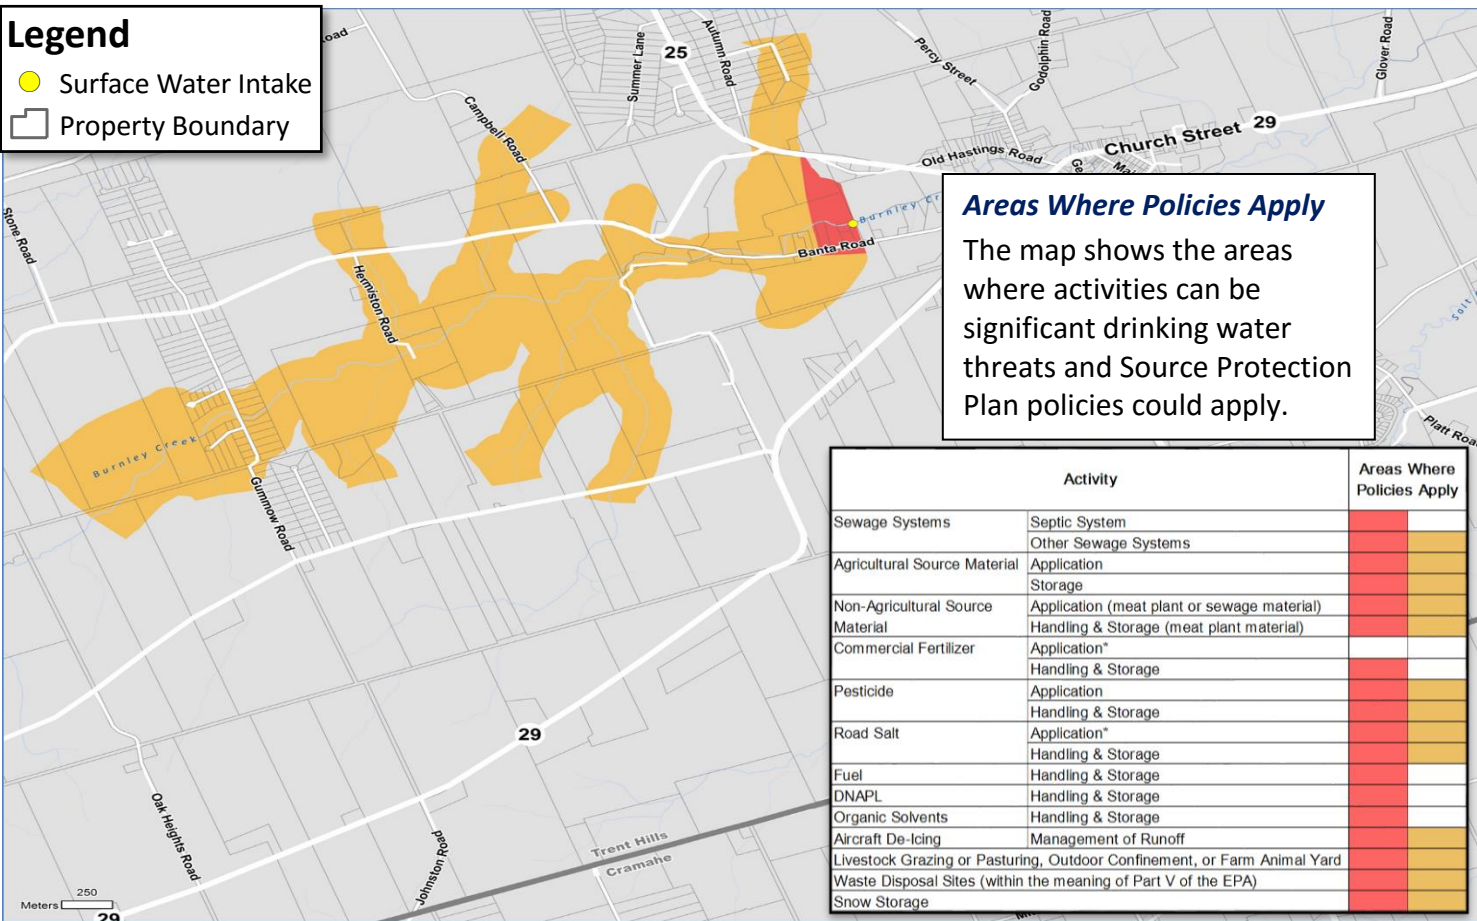 Legend
Surface Water Intake
Property Boundary
oad
Summer Lane
25
Autumn Road
Percy Street
Godolphin Road
Glover Road
Campbell Road
Old Hastings Road
Church Street 29
Ge
Mai
Stone Road
Burnley Cr
Banta Road
Hermiston Road
Areas Where Policies Apply
The map shows the areas
where activities can be
significant drinking water
threats and Source Protection
Plan policies could apply.
Salt
Platt Roa
Burnley Creek
Gummow Road
29
Oak Heights Road
Johnston Road
Trent Hills
Cramahe
250
Meters
29
Activity Areas Where
Policies Apply
Sewage Systems Septic System
Other Sewage Systems
Agricultural Source Material Application
Storage
Non-Agricultural Source Application (meat plant or sewage material)
Material Handling & Storage (meat plant material)
Commercial Fertilizer Application*
Handling & Storage
Pesticide Application
Handling & Storage
Road Salt Application*
Handling & Storage
Fuel Handling & Storage
DNAPL Handling & Storage
Organic Solvents Handling & Storage
Aircraft De-Icing Management of Runoff
Livestock Grazing or Pasturing, Outdoor Confinement, or Farm Animal Yard
Waste Disposal Sites (within the meaning of Part V of the EPA)
Snow Storage